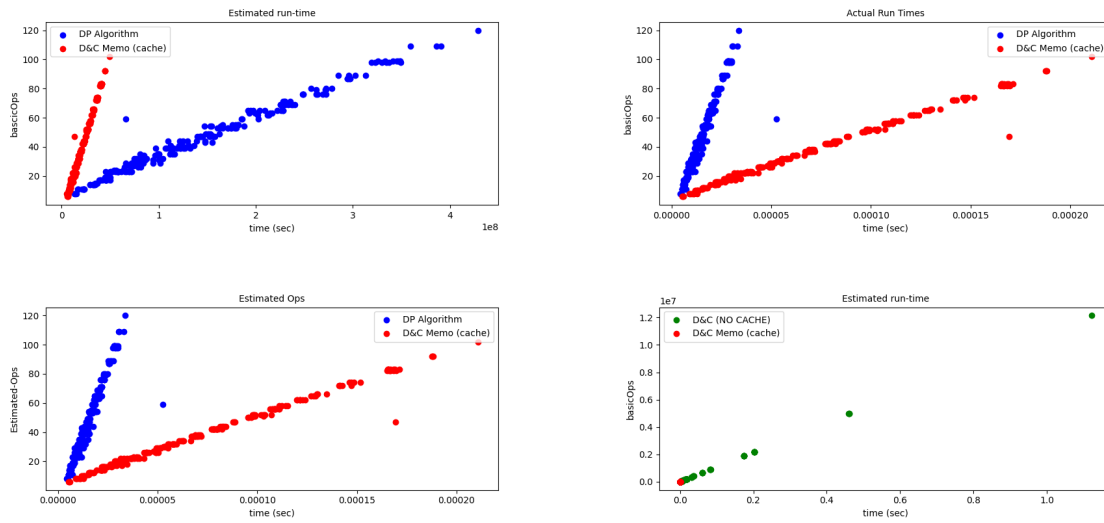 Estimated run-time
120
100
80
60
40
20
bascicOps
DP Algorithm
D&C Memo (cache)
0
1
2
3
4
1e8
time (sec)
Actual Run Times
120
100
80
60
40
20
basicOps
DP Algorithm
D&C Memo (cache)
0.00000
0.00005
0.00010
0.00015
0.00020
time (sec)
Estimated Ops
120
100
80
60
40
20
Estimated-Ops
DP Algorithm
D&C Memo (cache)
0.00000
0.00005
0.00010
0.00015
0.00020
time (sec)
Estimated run-time
1e7
1.2
1.0
0.8
0.6
0.4
0.2
0.0
basicOps
D&C (NO CACHE)
D&C Memo (cache)
0.0
0.2
0.4
0.6
0.8
1.0
time (sec)